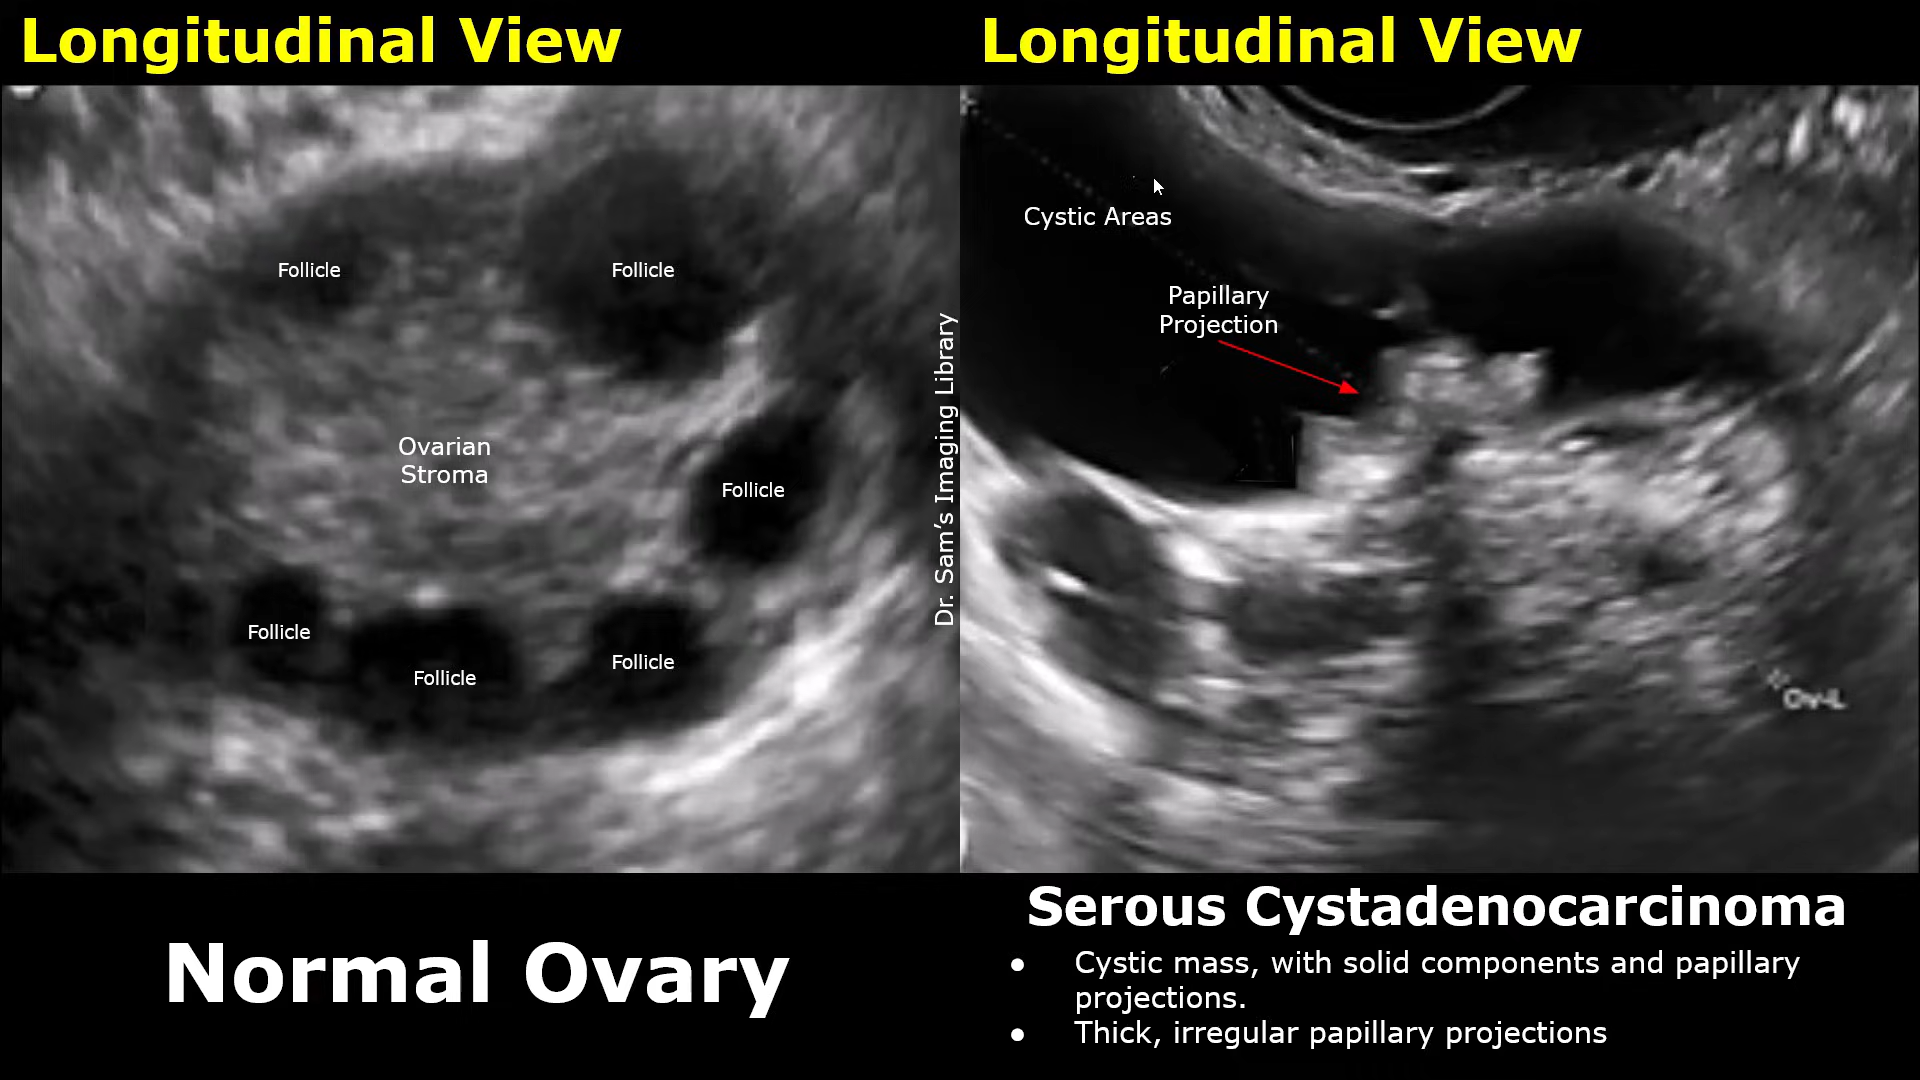 Longitudinal View
Follicle
Follicle
Ovarian
Stroma
Follicle
Follicle
Follicle
Follicle
Normal Ovary
Dr. Sam’s Imaging Library
Longitudinal View
Cystic Areas
Papillary
Projection
Ov-L
Serous Cystadenocarcinoma
• Cystic mass, with solid components and papillary
projections.
• Thick, irregular papillary projections